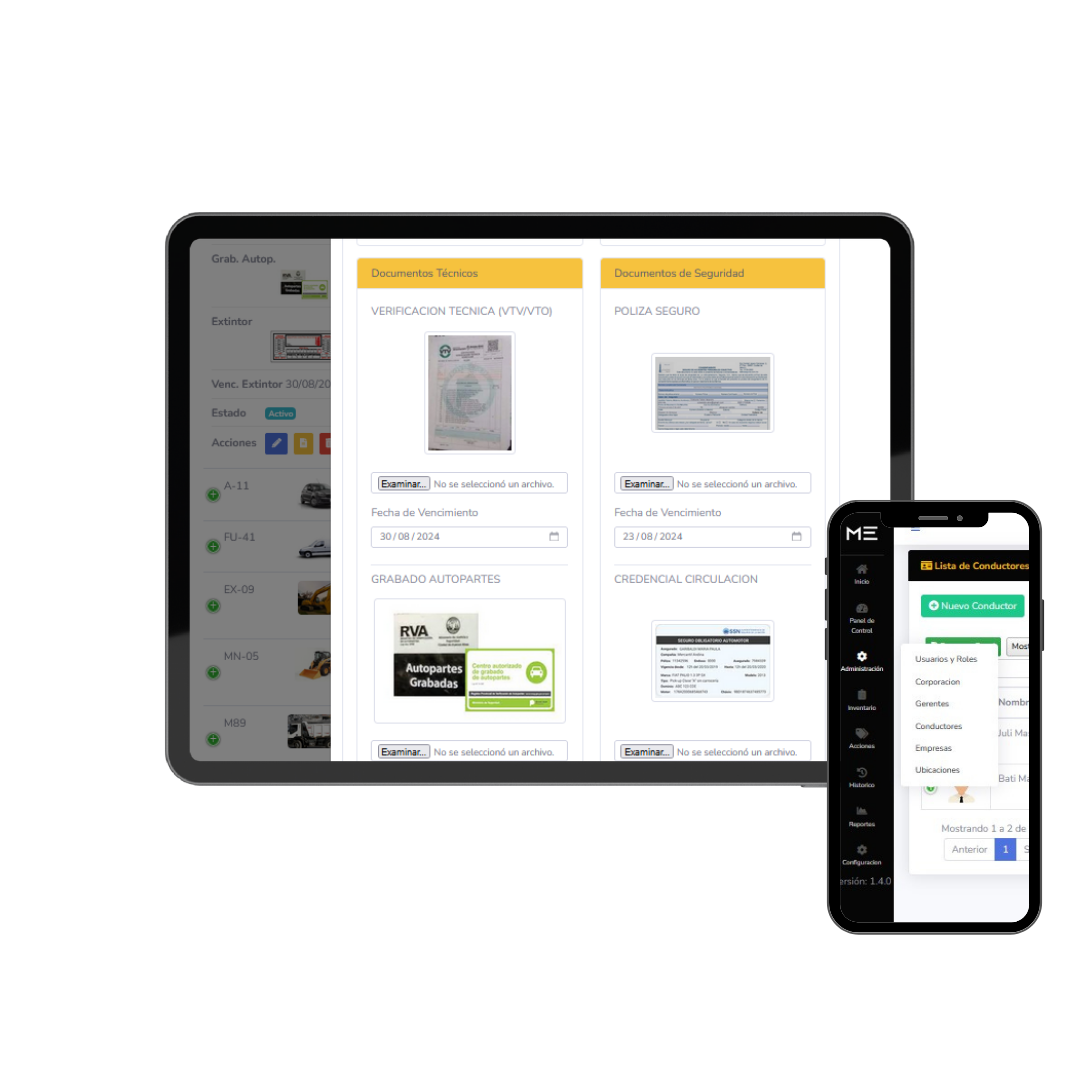 Grab. Autop.
Extintor
Venc. Extintor 30/08/20
Estado Activo
Acciones
A-11
FU-41
EX-09
MN-05
M89
Documentos Técnicos
VERIFICACION TECNICA (VTV/VTO)
Examinar... No se seleccionó un archivo.
Fecha de Vencimiento
30/08/2024
GRABADO AUTOPARTES
RVA
Autopartes
Grabadas
Centro autorizado
de grabado
de autopartes
Examinar... No se seleccionó un archivo.
Documentos de Seguridad
POLIZA SEGURO
Examinar... No se seleccionó un archivo.
Fecha de Vencimiento
23/08/2024
CREDENCIAL CIRCULACION
SSN
SEGURO OBLIGATORIO AUTOMOTOR
Examinar... No se seleccionó un archivo.
ME
Inicio
Panel de
Control
Administración
Inventario
Acciones
Historico
Reportes
Configuracion
ersión: 1.4.0
Lista de Conductores
Nuevo Conductor
Most
Usuarios y Roles
Corporacion
Gerentes
Conductores
Empresas
Ubicaciones
Nombr
Juli Ma
Bati Ma
Mostrando 1 a 2 de
Anterior 1 S